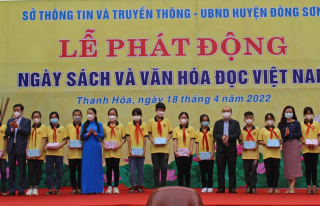 SỞ THÔNG TIN VÀ TRUYỀN THÔNG - UBND HUYỆN ĐÔNG SƠN
LỄ PHÁT ĐỘNG
NGÀY SÁCH VÀ VĂN HÓA ĐỌC VIỆT NA
Thanh Hóa, ngày 18 tháng 4 năm 2022